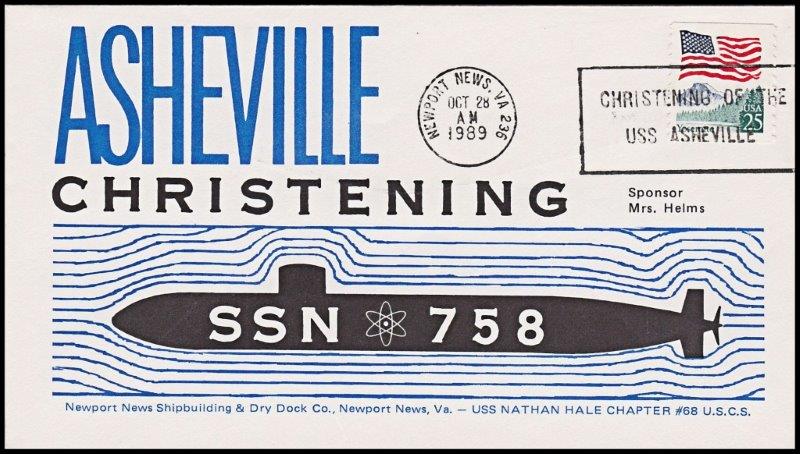 ASHEVILLE
CHRISTENING
NEWPORT NEWS, VA 236
OCT 28
AM
1989
CHRISTENING OF THE
USS ASHEVILLE
USA
25
Sponsor
Mrs. Helms
SSN 758
Newport News Shipbuilding & Dry Dock Co., Newport News, Va. – USS NATHAN HALE CHAPTER #68 U.S.C.S.